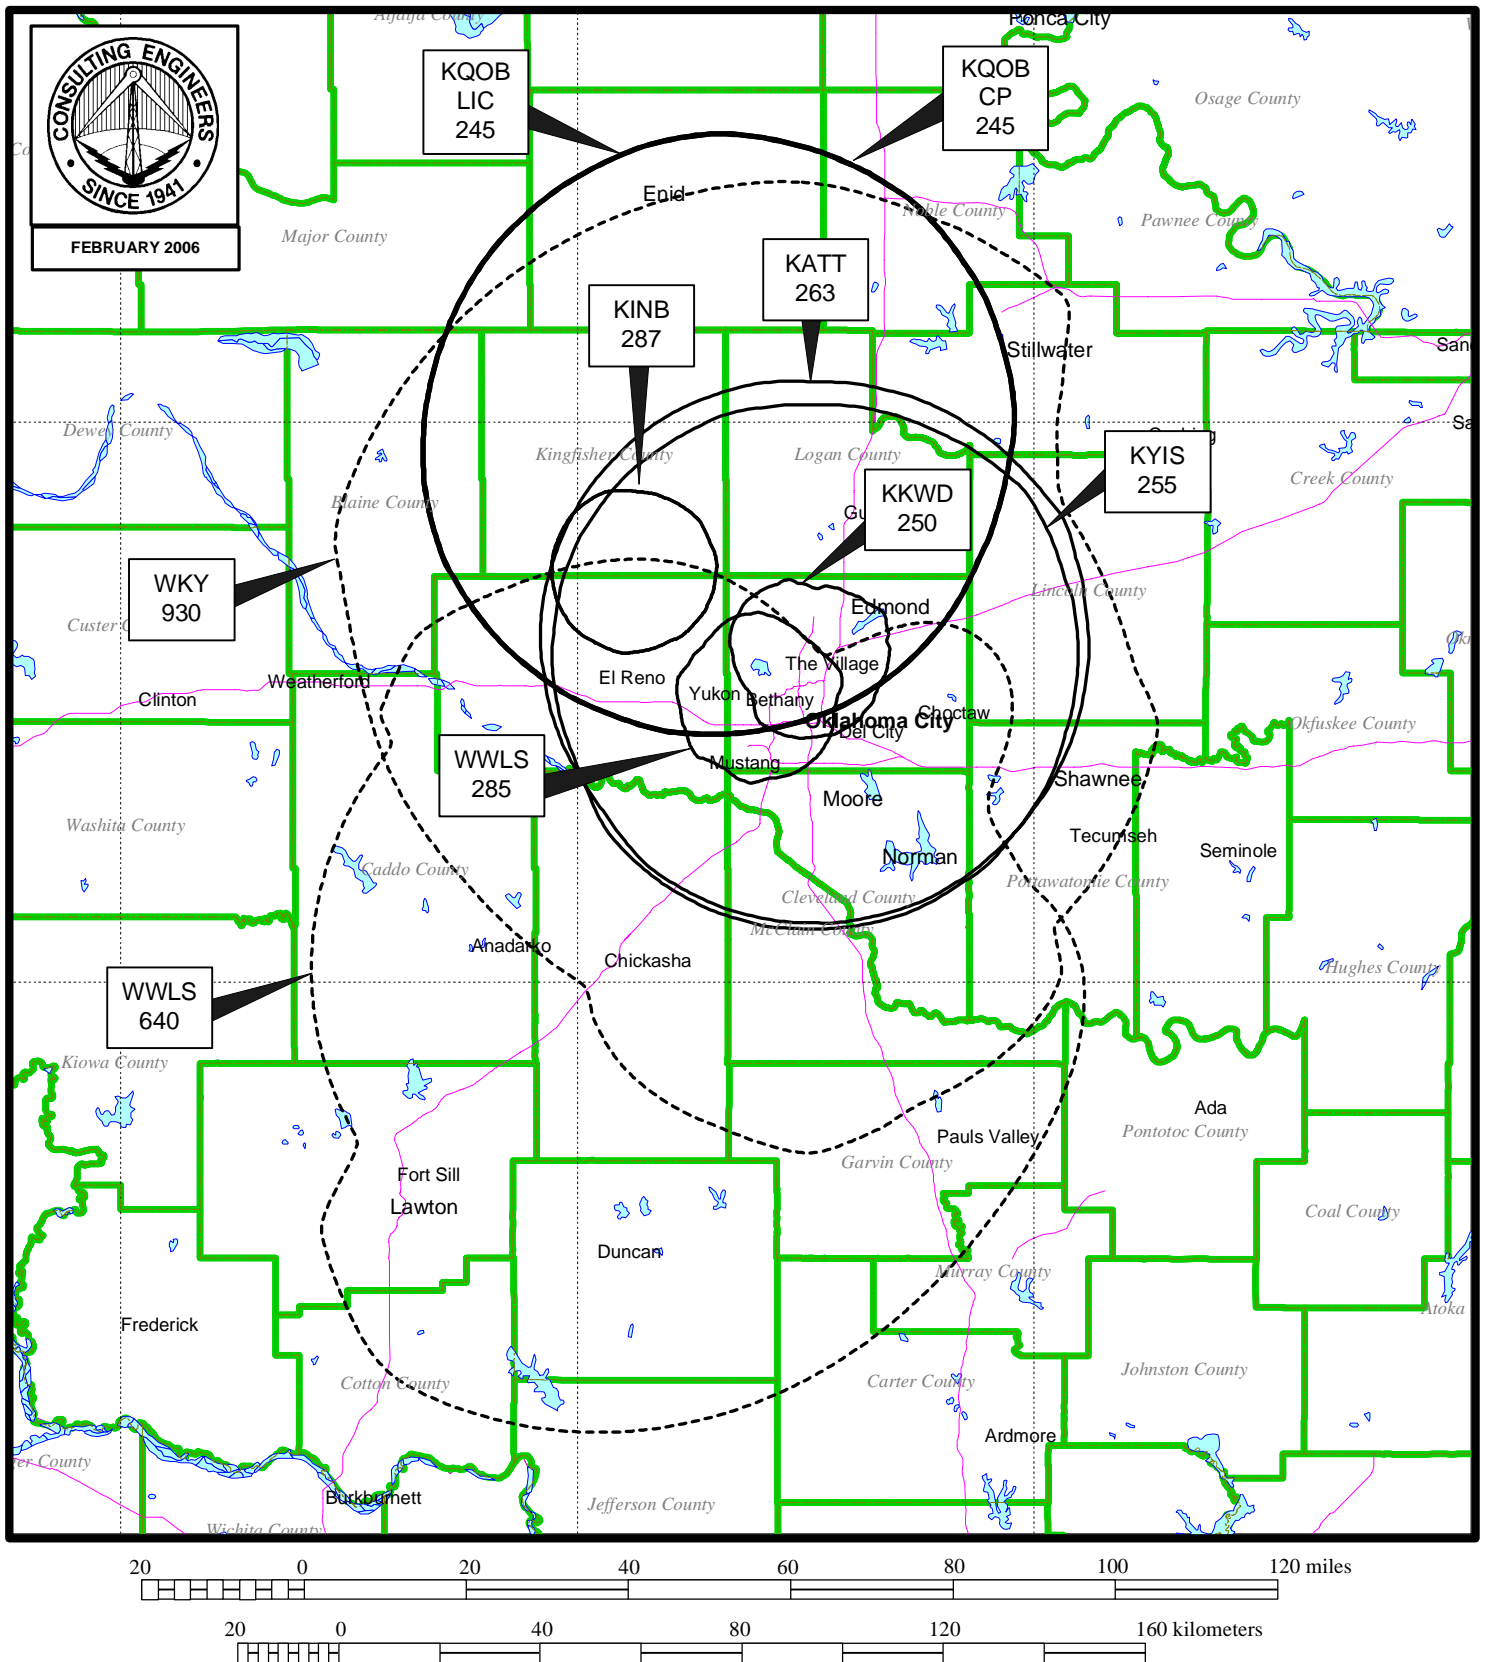 Alfalfa County
Ponca City
CONSULTING ENGINEERS
SINCE 1941
FEBRUARY 2006
KQOB
LIC
245
KQOB
CP
245
Osage County
Enid
Noble County
Pawnee County
Major County
KATT
263
KINB
287
Stillwater
Dewey County
Kingfisher County
Logan County
KYIS
255
Creek County
Blaine County
KKWD
250
WKY
930
Edmond
Lincoln County
Custer
The Village
El Reno
Weatherford
Clinton
Yukon
Bethany
Choctaw
Oklahoma City
Del City
Okfuskee County
WWLS
285
Mustang
Shawnee
Moore
Washita County
Tecumseh
Seminole
Norman
Caddo County
Pottawatomie County
Cleveland County
McClain County
Anadarko
Chickasha
Hughes County
WWLS
640
Kiowa County
Ada
Pauls Valley
Pontotoc County
Garvin County
Fort Sill
Lawton
Coal County
Duncan
Murray County
Atoka
Frederick
Johnston County
Cotton County
Carter County
Ardmore
er County
Burkburnett
Jefferson County
Wichita County
20 0 20 40 60 80 100 120 miles
20 0 40 80 120 160 kilometers